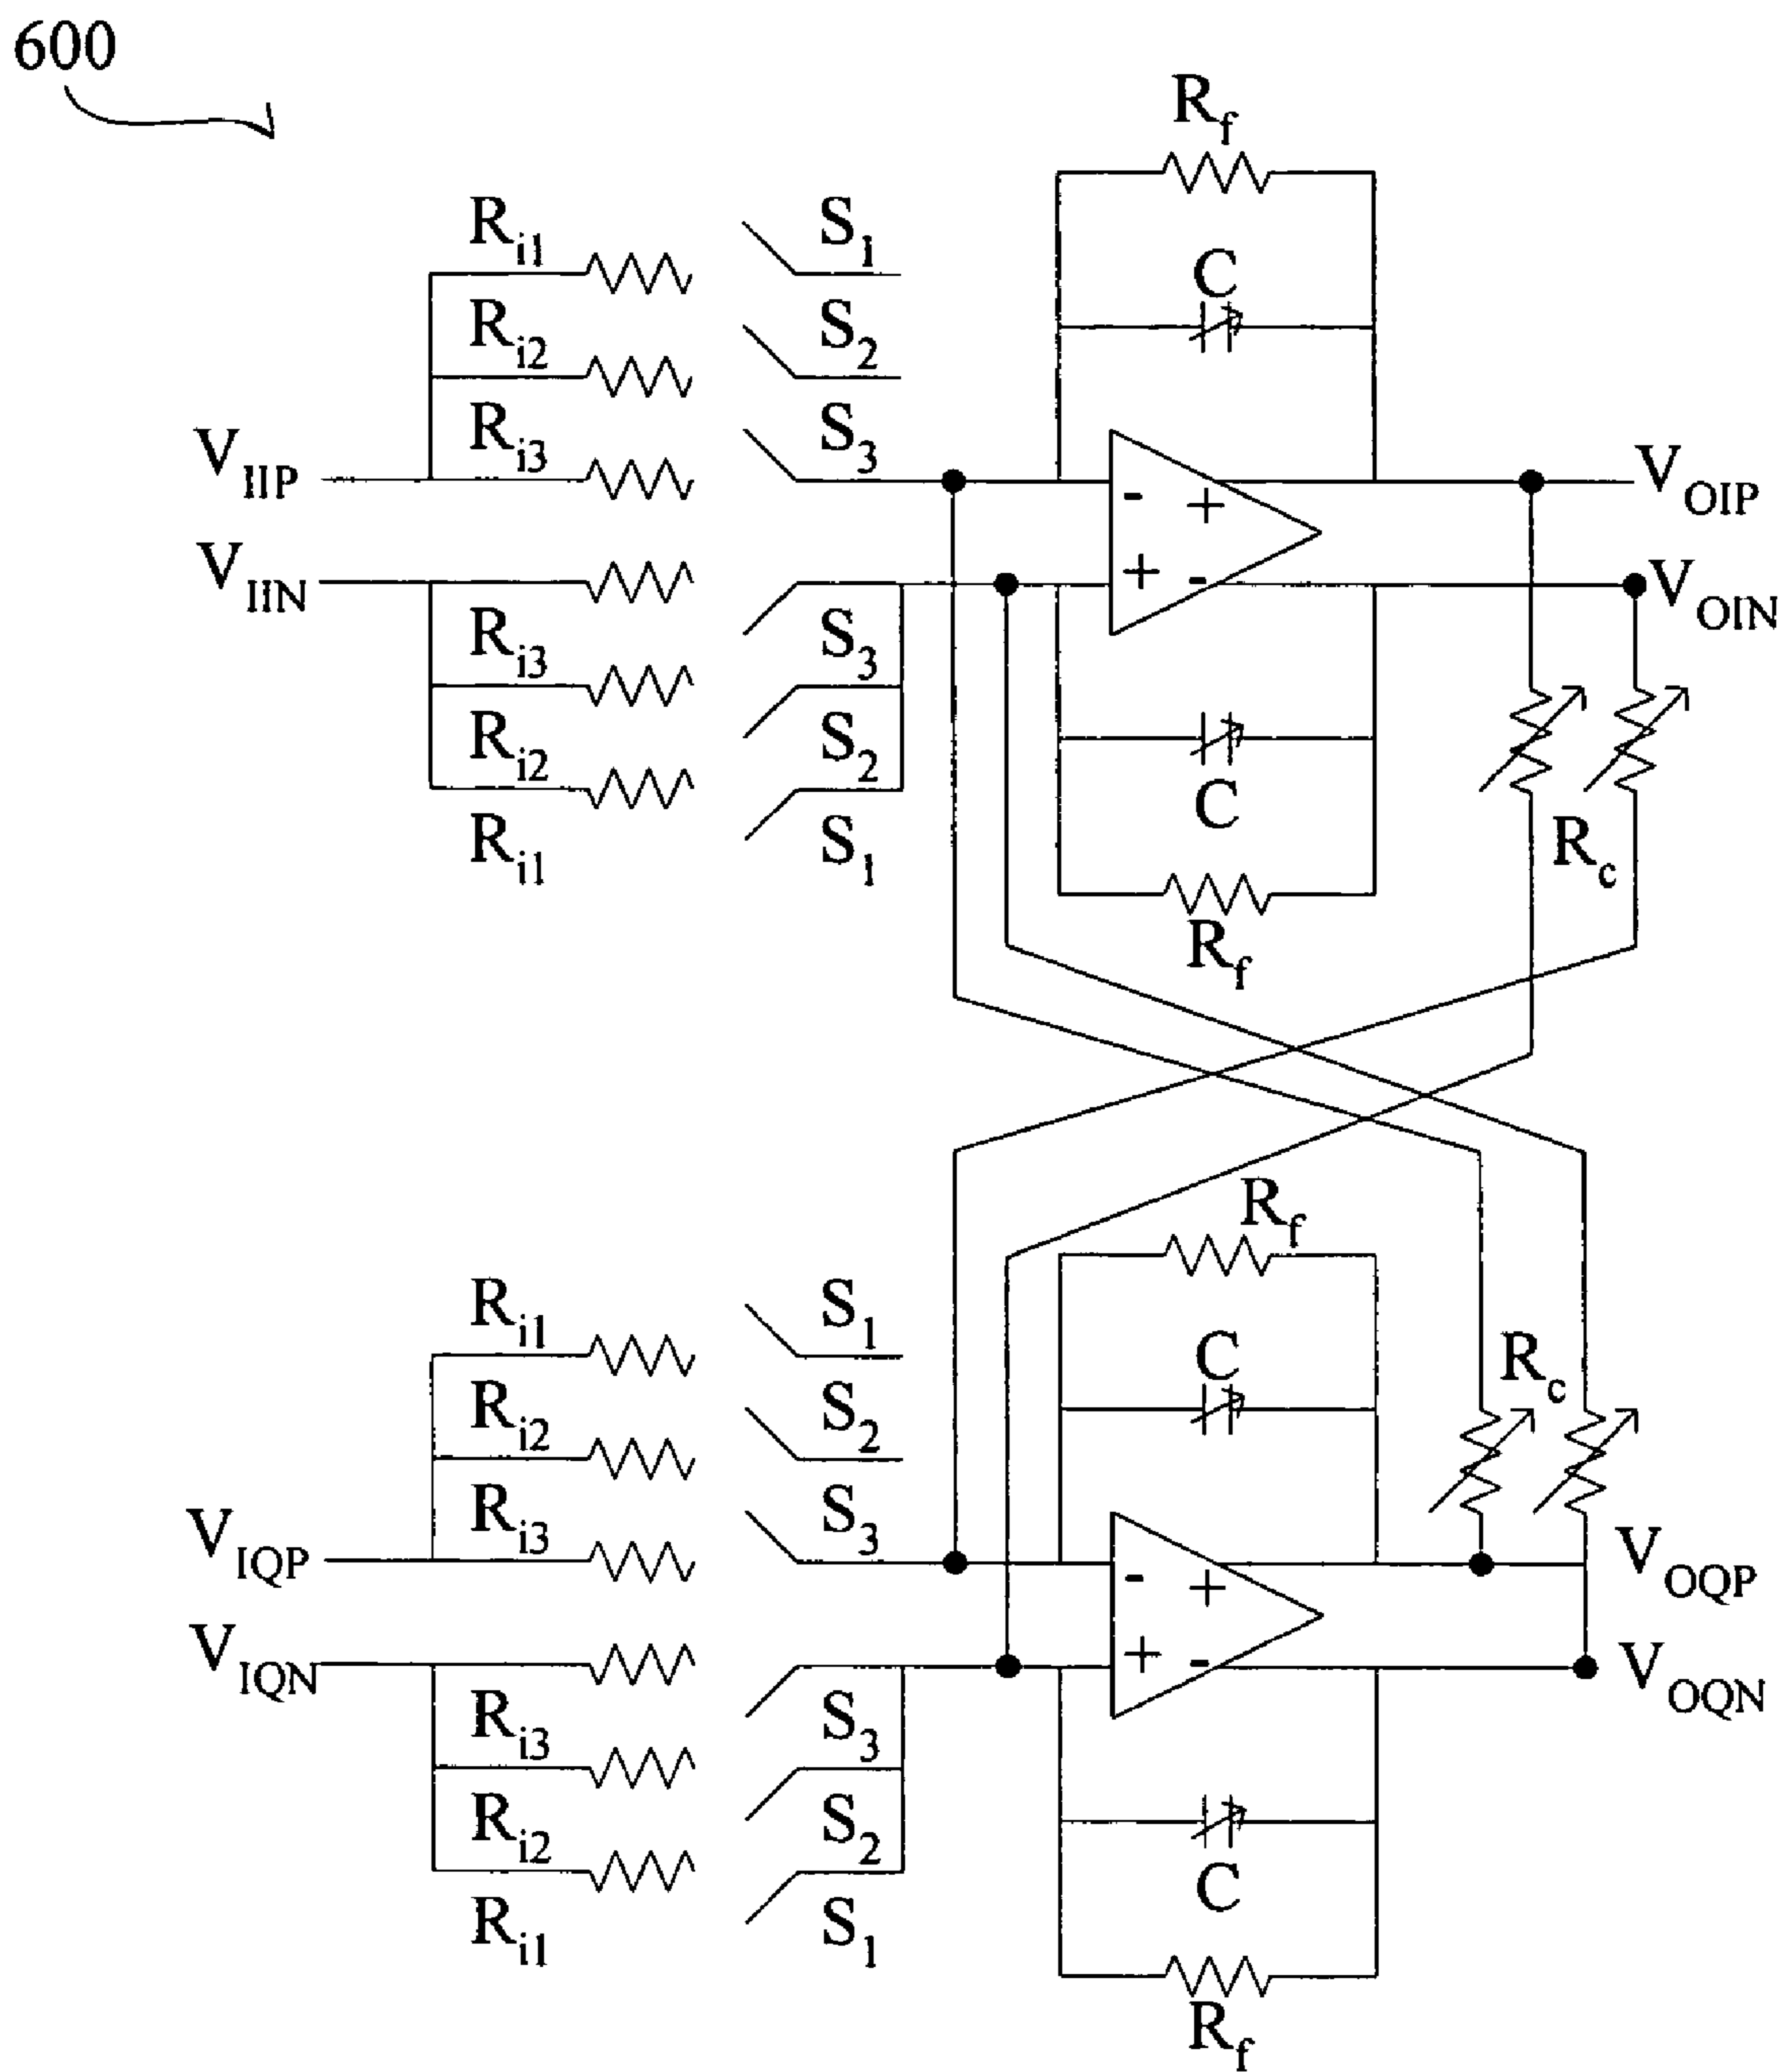 600
R_f
R_i1 S_1
C
R_i2 S_2
R_i3 S_3
V_IIP - + V_OIP
V_IIN + - V_OIN
R_i3 S_3
R_i2 S_2
C
R_c
R_i1 S_1
R_f
R_f
R_i1 S_1
C R_c
R_i2 S_2
R_i3 S_3
V_IQP - + V_OQP
V_IQN + - V_OQN
R_i3 S_3
R_i2 S_2
C
R_i1 S_1
R_f